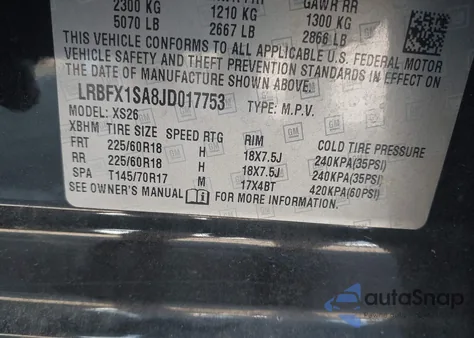 2300 KG 1210 KG 1300 KG
5070 LB 2667 LB 2866 LB
THIS VEHICLE CONFORMS TO ALL APPLICABLE U.S. FEDERAL MOTOR
VEHICLE SAFETY AND THEFT PREVENTION STANDARDS IN EFFECT ON
THE DATE OF MANUFACTURE SHOWN ABOVE.
LRBFX1SA8JD017753 TYPE: M.P.V.
MODEL: XS26
XBHM TIRE SIZE SPEED RTG RIM COLD TIRE PRESSURE
FRT 225/60R18 H 18X7.5J 240KPA(35PSI)
RR 225/60R18 H 18X7.5J 240KPA(35PSI)
SPA T145/70R17 M 17X4BT 420KPA(60PSI)
SEE OWNER'S MANUAL FOR MORE INFORMATION.
autoSnap